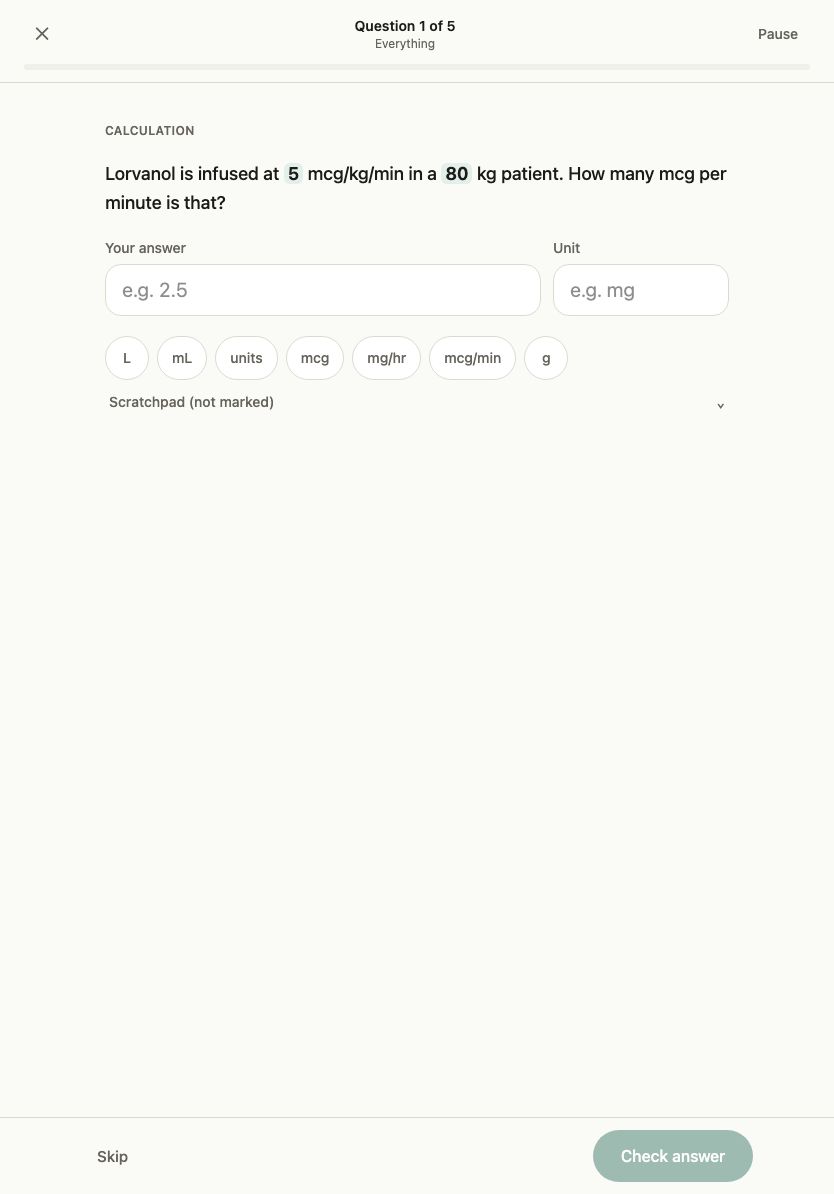 Question 1 of 5
Everything
Pause
CALCULATION
Lorvanol is infused at 5 mcg/kg/min in a 80 kg patient. How many mcg per
minute is that?
Your answer
Unit
e.g. 2.5
e.g. mg
L
mL
units
mcg
mg/hr
mcg/min
g
Scratchpad (not marked)
Skip
Check answer